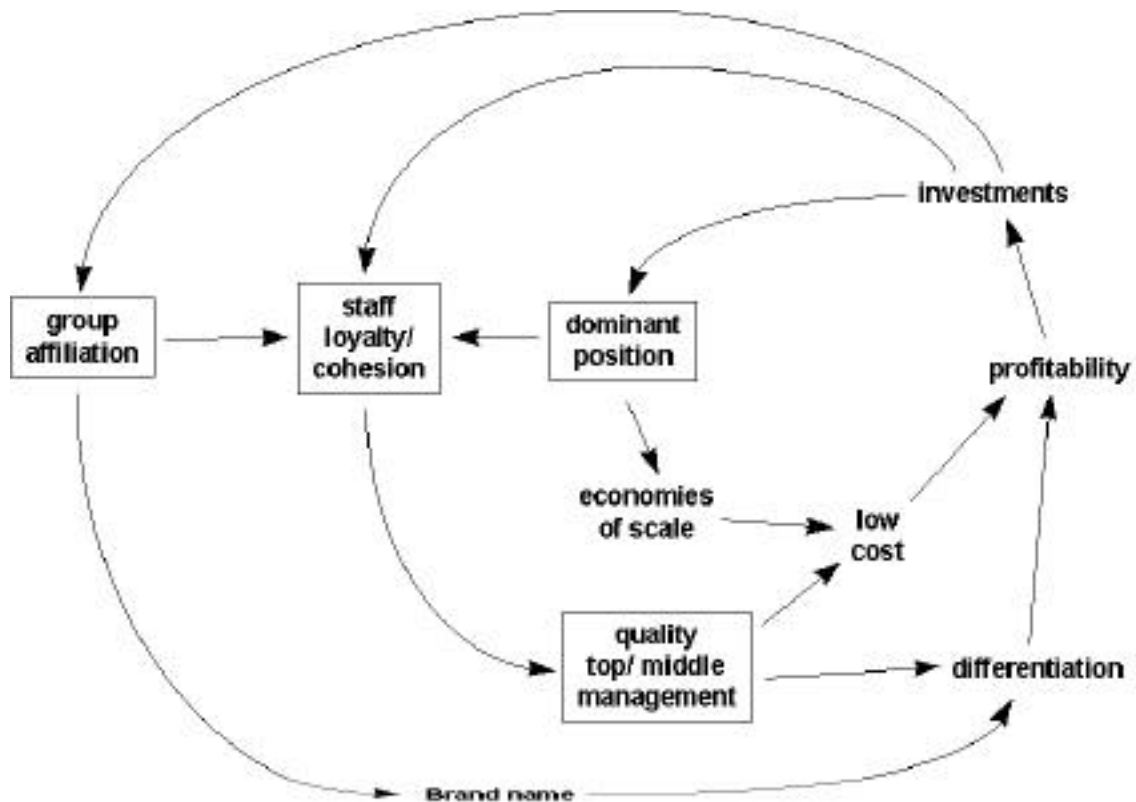 investments
group
affiliation
staff
loyalty/
cohesion
dominant
position
profitability
economies
of scale
low
cost
quality
top/ middle
management
differentiation
Brand name